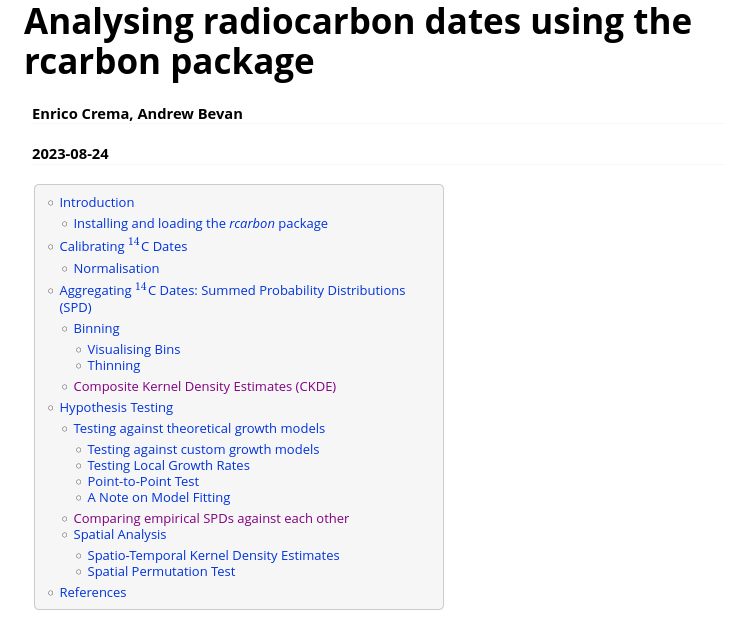 Analysing radiocarbon dates using the
rcarbon package
Enrico Crema, Andrew Bevan
2023-08-24
Introduction
Installing and loading the rcarbon package
Calibrating ¹⁴C Dates
Normalisation
Aggregating ¹⁴C Dates: Summed Probability Distributions
(SPD)
Binning
Visualising Bins
Thinning
Composite Kernel Density Estimates (CKDE)
Hypothesis Testing
Testing against theoretical growth models
Testing against custom growth models
Testing Local Growth Rates
Point-to-Point Test
A Note on Model Fitting
Comparing empirical SPDs against each other
Spatial Analysis
Spatio-Temporal Kernel Density Estimates
Spatial Permutation Test
References